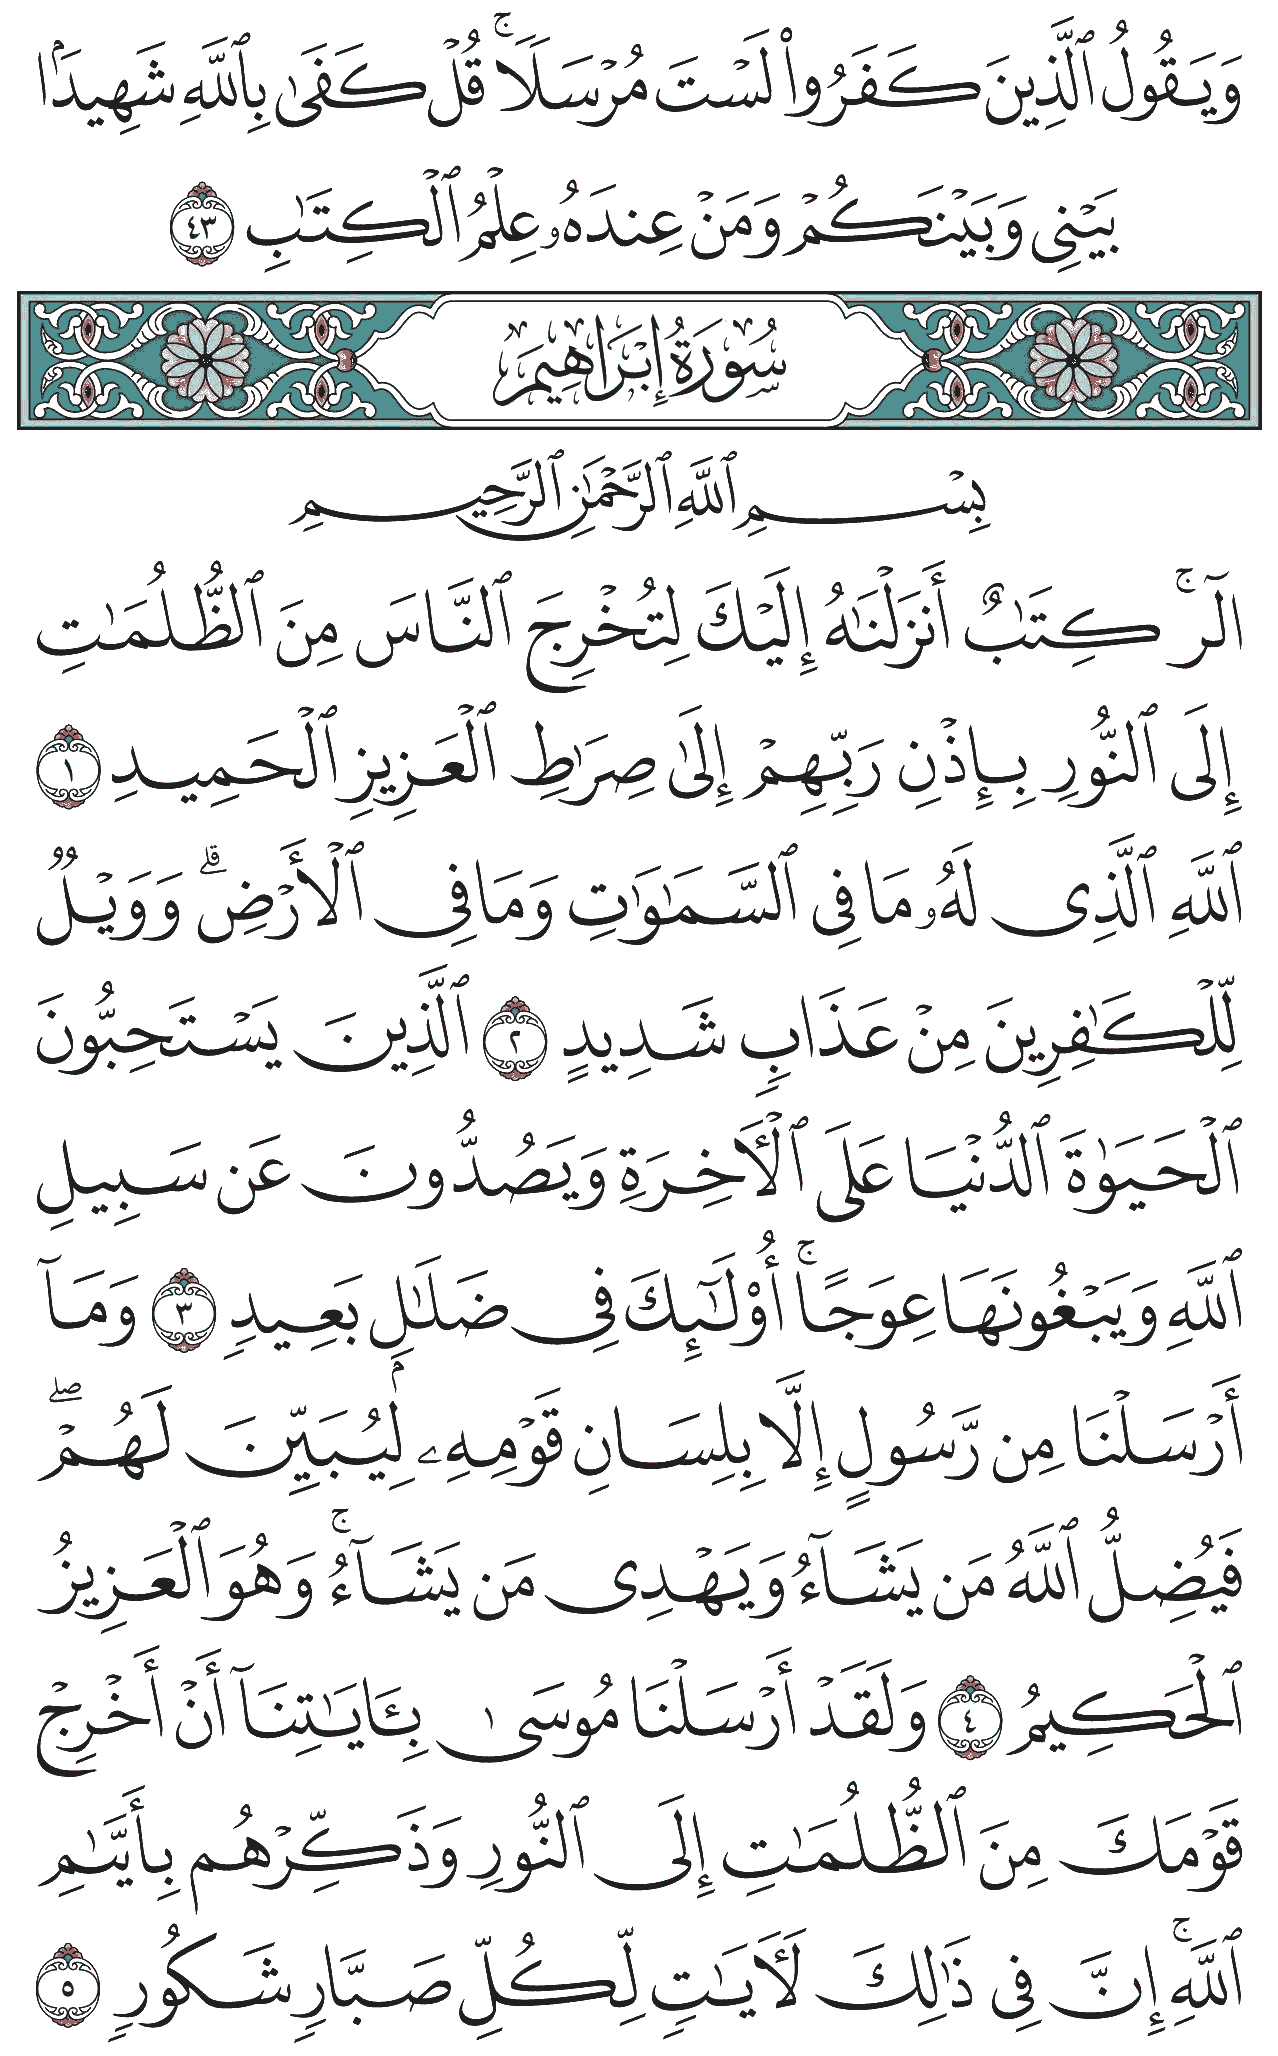 وَيَقُولُ ٱلَّذِينَ كَفَرُوا۟ لَسْتَ مُرْسَلًا ۚ قُلْ كَفَىٰ بِٱللَّهِ شَهِيدًۢا
بَيْنِى وَبَيْنَكُمْ وَمَنْ عِندَهُۥ عِلْمُ ٱلْكِتَٰبِ ٤٣
سُورَةُ إِبْرَاهِيمَ
بِسْمِ ٱللَّهِ ٱلرَّحْمَٰنِ ٱلرَّحِيمِ
الٓر ۚ كِتَٰبٌ أَنزَلْنَٰهُ إِلَيْكَ لِتُخْرِجَ ٱلنَّاسَ مِنَ ٱلظُّلُمَٰتِ
إِلَى ٱلنُّورِ بِإِذْنِ رَبِّهِمْ إِلَىٰ صِرَٰطِ ٱلْعَزِيزِ ٱلْحَمِيدِ ١
ٱللَّهِ ٱلَّذِى لَهُۥ مَا فِى ٱلسَّمَٰوَٰتِ وَمَا فِى ٱلْأَرْضِ ۗ وَوَيْلٌ
لِّلْكَٰفِرِينَ مِنْ عَذَابٍ شَدِيدٍ ٢ ٱلَّذِينَ يَسْتَحِبُّونَ
ٱلْحَيَوٰةَ ٱلدُّنْيَا عَلَى ٱلْءَاخِرَةِ وَيَصُدُّونَ عَن سَبِيلِ
ٱللَّهِ وَيَبْغُونَهَا عِوَجًا ۚ أُو۟لَٰٓئِكَ فِى ضَلَٰلٍۭ بَعِيدٍ ٣ وَمَآ
أَرْسَلْنَا مِن رَّسُولٍ إِلَّا بِلِسَانِ قَوْمِهِۦ لِيُبَيِّنَ لَهُمْ ۖ
فَيُضِلُّ ٱللَّهُ مَن يَشَآءُ وَيَهْدِى مَن يَشَآءُ ۚ وَهُوَ ٱلْعَزِيزُ
ٱلْحَكِيمُ ٤ وَلَقَدْ أَرْسَلْنَا مُوسَىٰ بِـَٔايَٰتِنَآ أَنْ أَخْرِجْ
قَوْمَكَ مِنَ ٱلظُّلُمَٰتِ إِلَى ٱلنُّورِ وَذَكِّرْهُم بِأَيَّىٰمِ
ٱللَّهِ ۚ إِنَّ فِى ذَٰلِكَ لَءَايَٰتٍ لِّكُلِّ صَبَّارٍ شَكُورٍ ٥